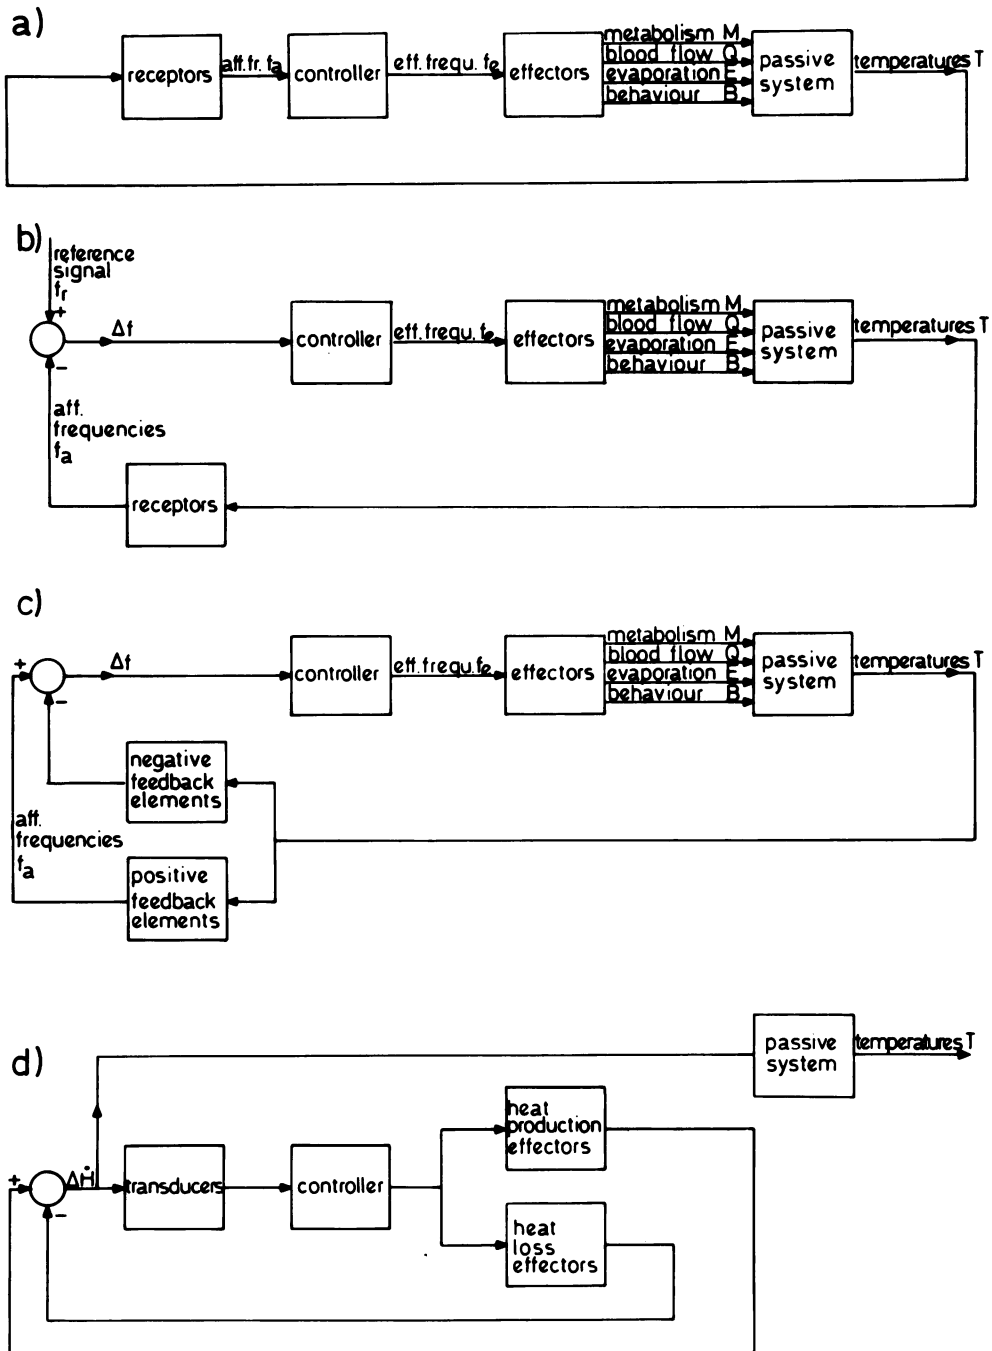 a)
receptors
aff. fr. fa
controller
eff. frequ. fe
effectors
metabolism M
blood flow Q
evaporation E
behaviour B
passive
system
temperatures T
b)
reference
signal
fr
+
−
Δf
controller
eff. frequ. fe
effectors
metabolism M
blood flow Q
evaporation E
behaviour B
passive
system
temperatures T
aff.
frequencies
fa
receptors
c)
+
−
Δf
controller
eff. frequ. fe
effectors
metabolism M
blood flow Q
evaporation E
behaviour B
passive
system
temperatures T
negative
feedback
elements
aff.
frequencies
fa
positive
feedback
elements
d)
passive
system
temperatures T
heat
production
effectors
+
−
ΔḢ
transducers
controller
heat
loss
effectors